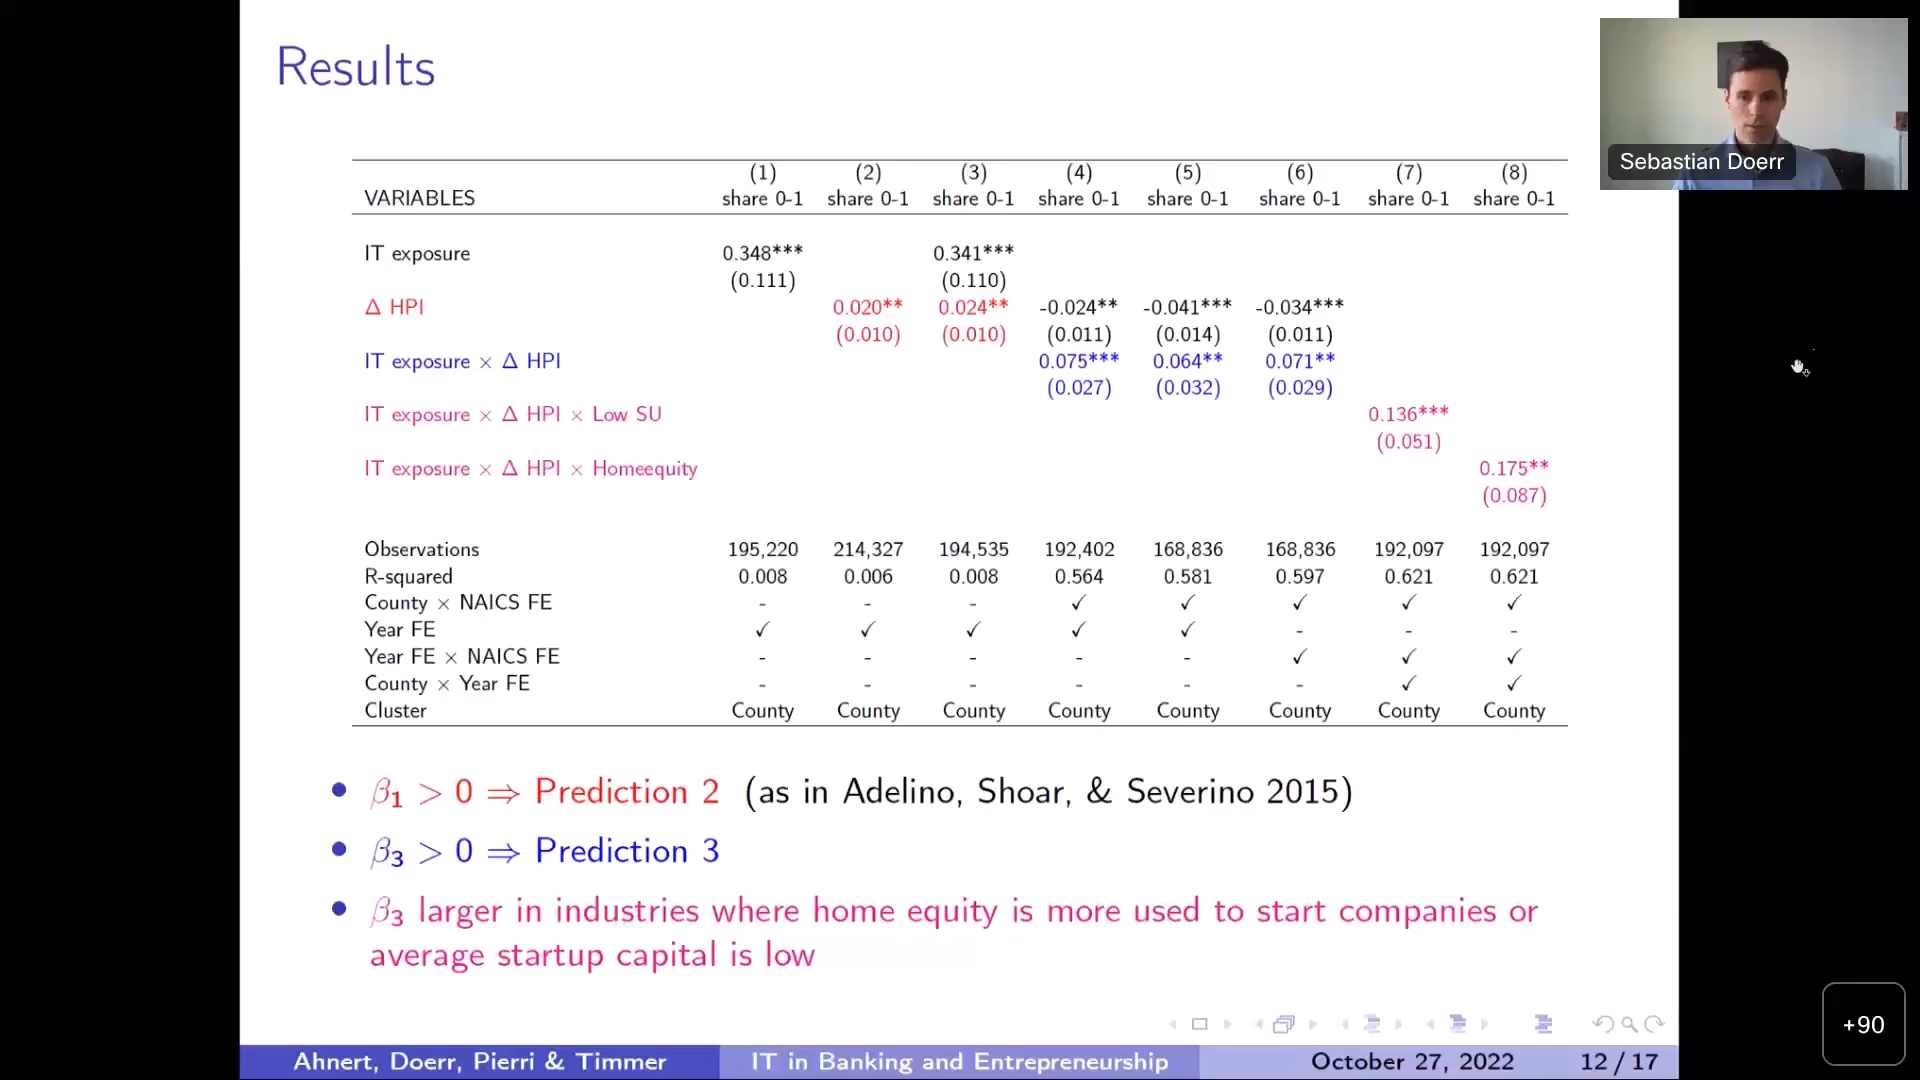 Results
Sebastian Doerr
(1) (2) (3) (4) (5) (6) (7) (8)
VARIABLES share 0-1 share 0-1 share 0-1 share 0-1 share 0-1 share 0-1 share 0-1 share 0-1
IT exposure 0.348*** 0.341***
(0.111) (0.110)
Δ HPI 0.020** 0.024** -0.024** -0.041*** -0.034***
(0.010) (0.010) (0.011) (0.014) (0.011)
IT exposure × Δ HPI 0.075*** 0.064** 0.071**
(0.027) (0.032) (0.029)
IT exposure × Δ HPI × Low SU 0.136***
(0.051)
IT exposure × Δ HPI × Homeequity 0.175**
(0.087)
Observations 195,220 214,327 194,535 192,402 168,836 168,836 192,097 192,097
R-squared 0.008 0.006 0.008 0.564 0.581 0.597 0.621 0.621
County × NAICS FE - - - ✓ ✓ ✓ ✓ ✓
Year FE ✓ ✓ ✓ ✓ ✓ - - -
Year FE × NAICS FE - - - - - ✓ ✓ ✓
County × Year FE - - - - - - ✓ ✓
Cluster County County County County County County County County
• β1 > 0 ⇒ Prediction 2 (as in Adelino, Shoar, & Severino 2015)
• β3 > 0 ⇒ Prediction 3
• β3 larger in industries where home equity is more used to start companies or
average startup capital is low
+90
Ahnert, Doerr, Pierri & Timmer IT in Banking and Entrepreneurship October 27, 2022 12 / 17